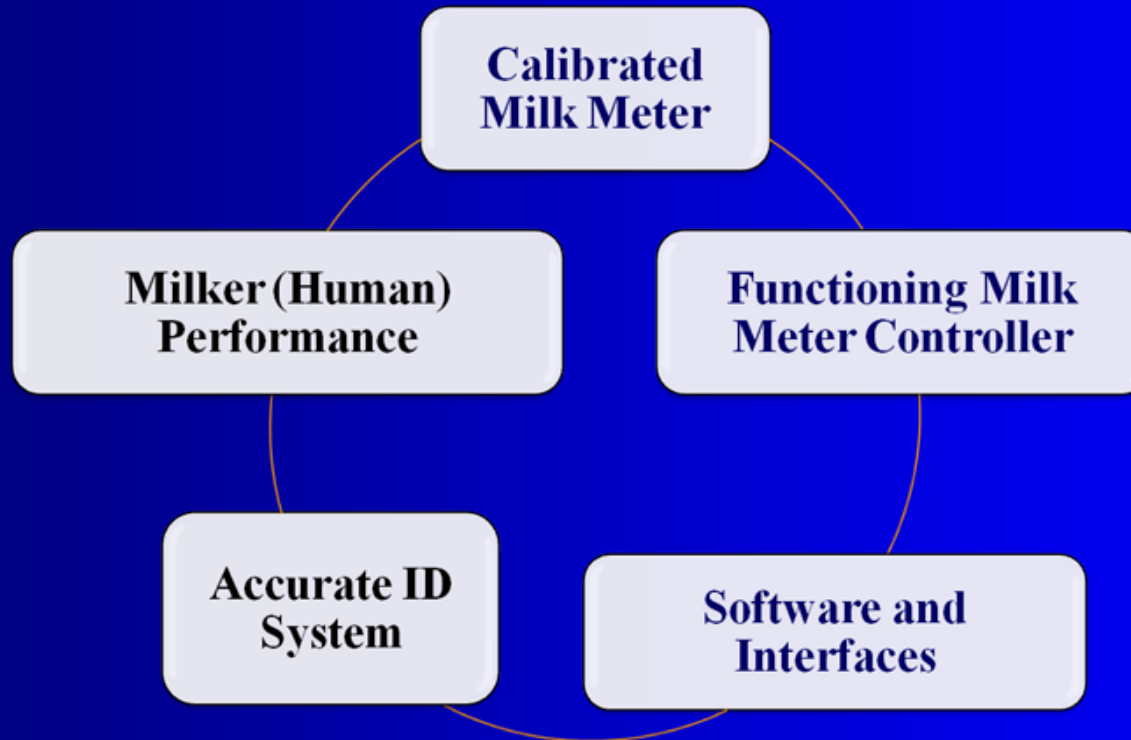 Calibrated
Milk Meter
Milker (Human)
Performance
Functioning Milk
Meter Controller
Accurate ID
System
Software and
Interfaces